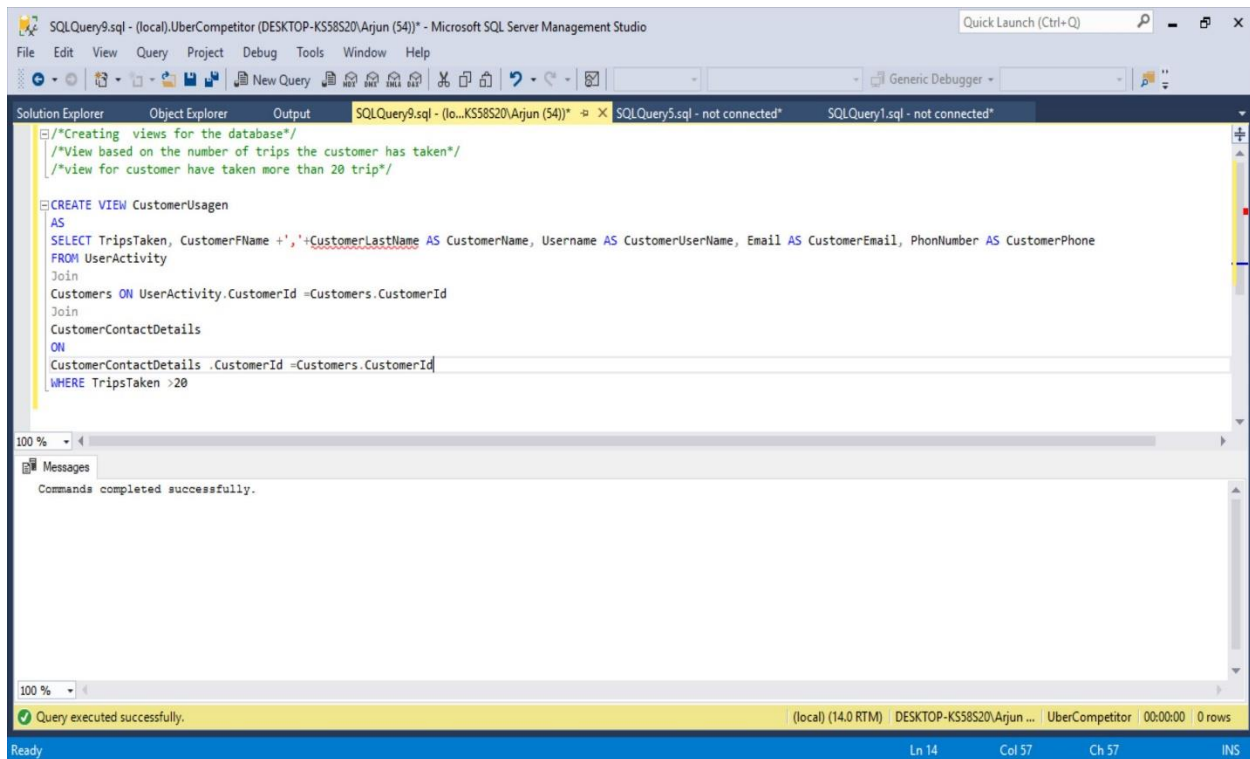 SQLQuery9.sql - (local).UberCompetitor (DESKTOP-KS58S20\Arjun (54))* - Microsoft SQL Server Management Studio
Quick Launch (Ctrl+Q)
File Edit View Query Project Debug Tools Window Help
New Query MDX DMX XMLA DAX Generic Debugger
Solution Explorer Object Explorer Output SQLQuery9.sql - (lo...KS58S20\Arjun (54))* SQLQuery5.sql - not connected* SQLQuery1.sql - not connected*
/*Creating  views for the database*/
/*View based on the number of trips the customer has taken*/
/*view for customer have taken more than 20 trip*/
CREATE VIEW CustomerUsagen
AS
SELECT TripsTaken, CustomerFName +','+CustomerLastName AS CustomerName, Username AS CustomerUserName, Email AS CustomerEmail, PhonNumber AS CustomerPhone
FROM UserActivity
Join
Customers ON UserActivity.CustomerId =Customers.CustomerId
Join
CustomerContactDetails
ON
CustomerContactDetails .CustomerId =Customers.CustomerId
WHERE TripsTaken >20
100 %
Messages
Commands completed successfully.
100 %
Query executed successfully. (local) (14.0 RTM) DESKTOP-KS58S20\Arjun ... UberCompetitor 00:00:00 0 rows
Ready Ln 14 Col 57 Ch 57 INS